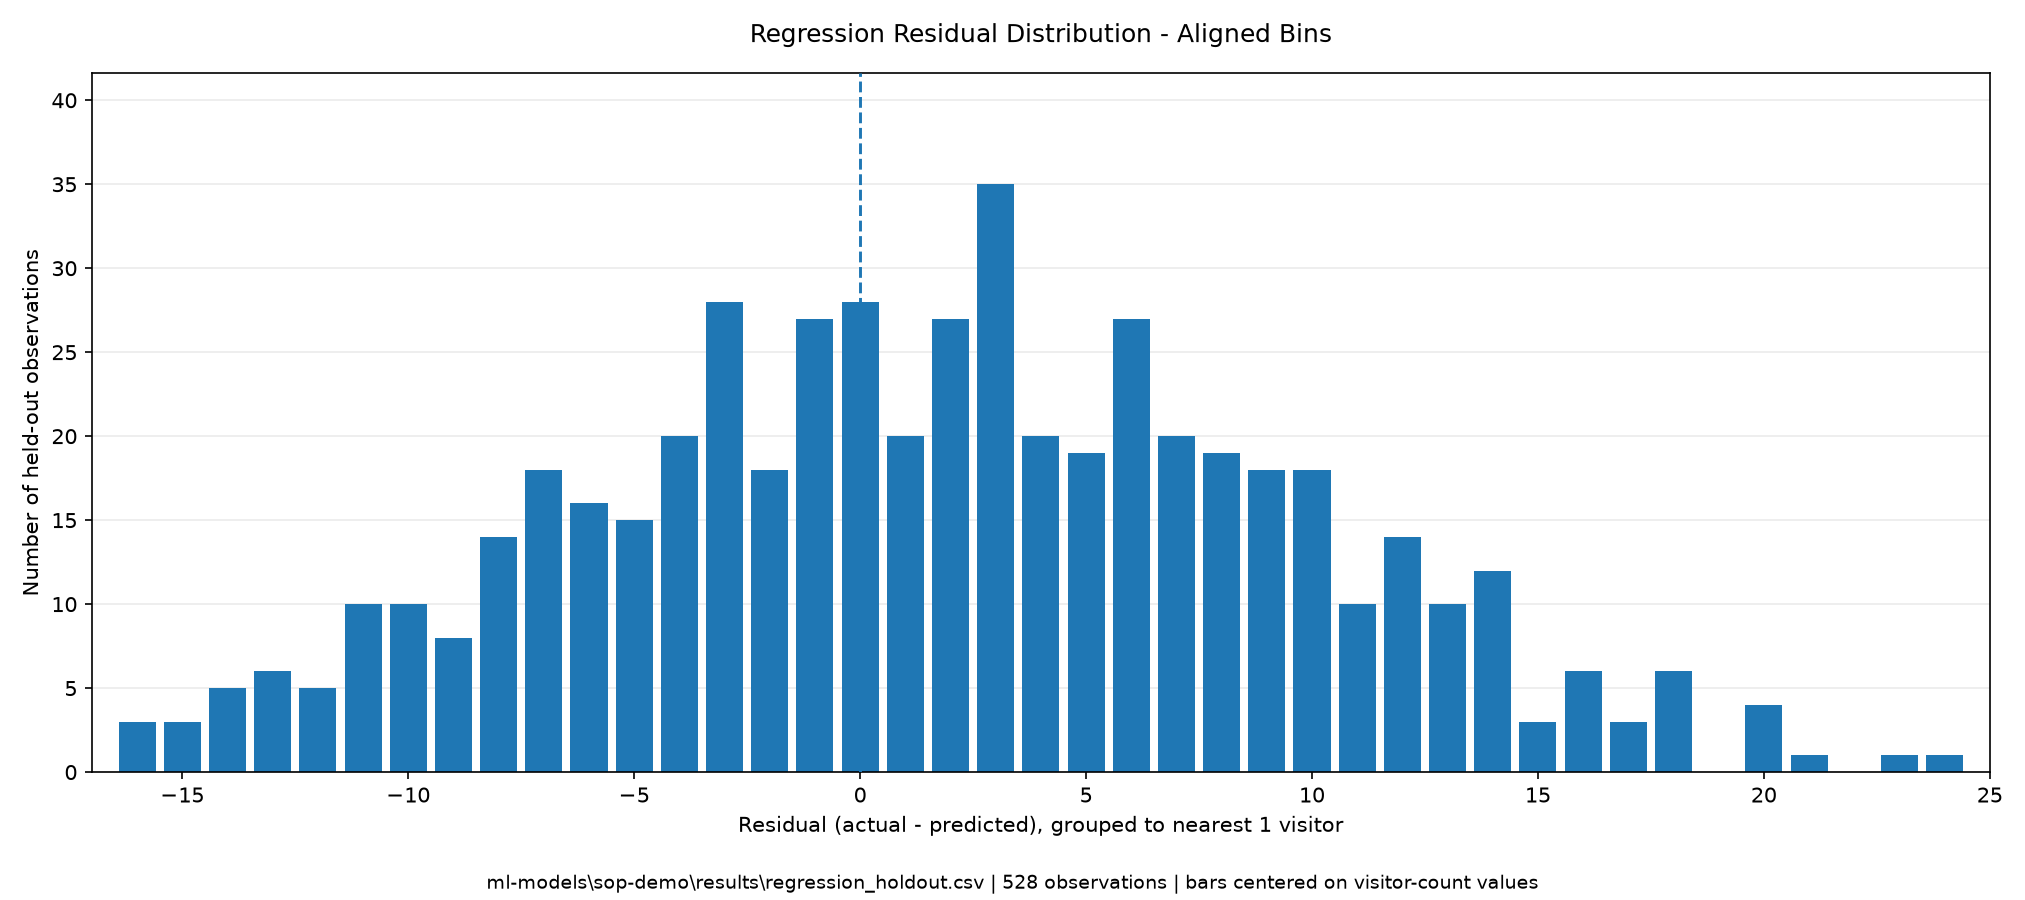 Regression Residual Distribution - Aligned Bins
40
35
30
25
20
15
10
5
0
Number of held-out observations
−15 −10 −5 0 5 10 15 20 25
Residual (actual - predicted), grouped to nearest 1 visitor
ml-models\sop-demo\results\regression_holdout.csv | 528 observations | bars centered on visitor-count values